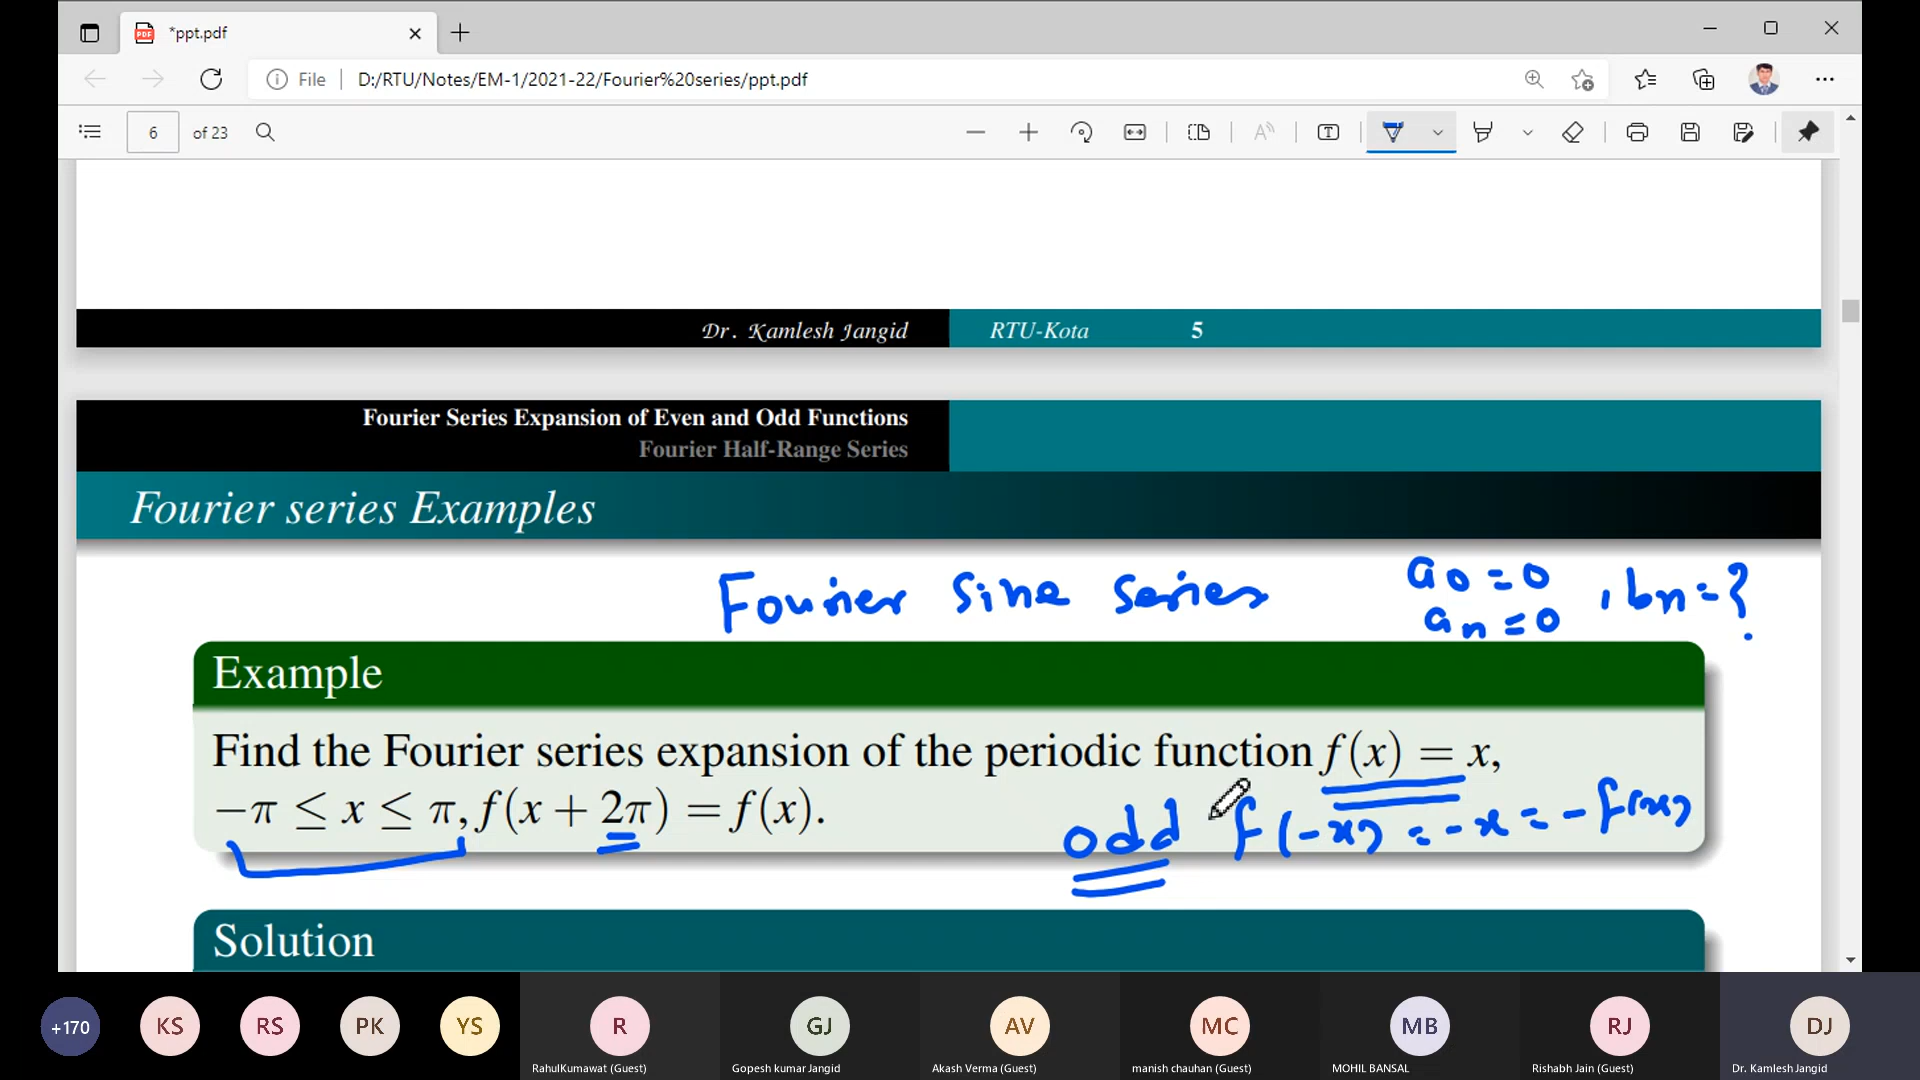 *ppt.pdf
File | D:/RTU/Notes/EM-1/2021-22/Fourier%20series/ppt.pdf
6 of 23
Dr. Kamlesh Jangid RTU-Kota 5
Fourier Series Expansion of Even and Odd Functions
Fourier Half-Range Series
Fourier series Examples
Fourier Sine Series a0 = 0 , bn = ?
an = 0
Example
Find the Fourier series expansion of the periodic function f(x) = x,
−π ≤ x ≤ π, f(x + 2π) = f(x).
odd f(-x) = -x = -f(x)
Solution
+170 KS RS PK YS R GJ AV MC MB RJ DJ
RahulKumawat (Guest) Gopesh kumar Jangid Akash Verma (Guest) manish chauhan (Guest) MOHIL BANSAL Rishabh Jain (Guest) Dr. Kamlesh Jangid